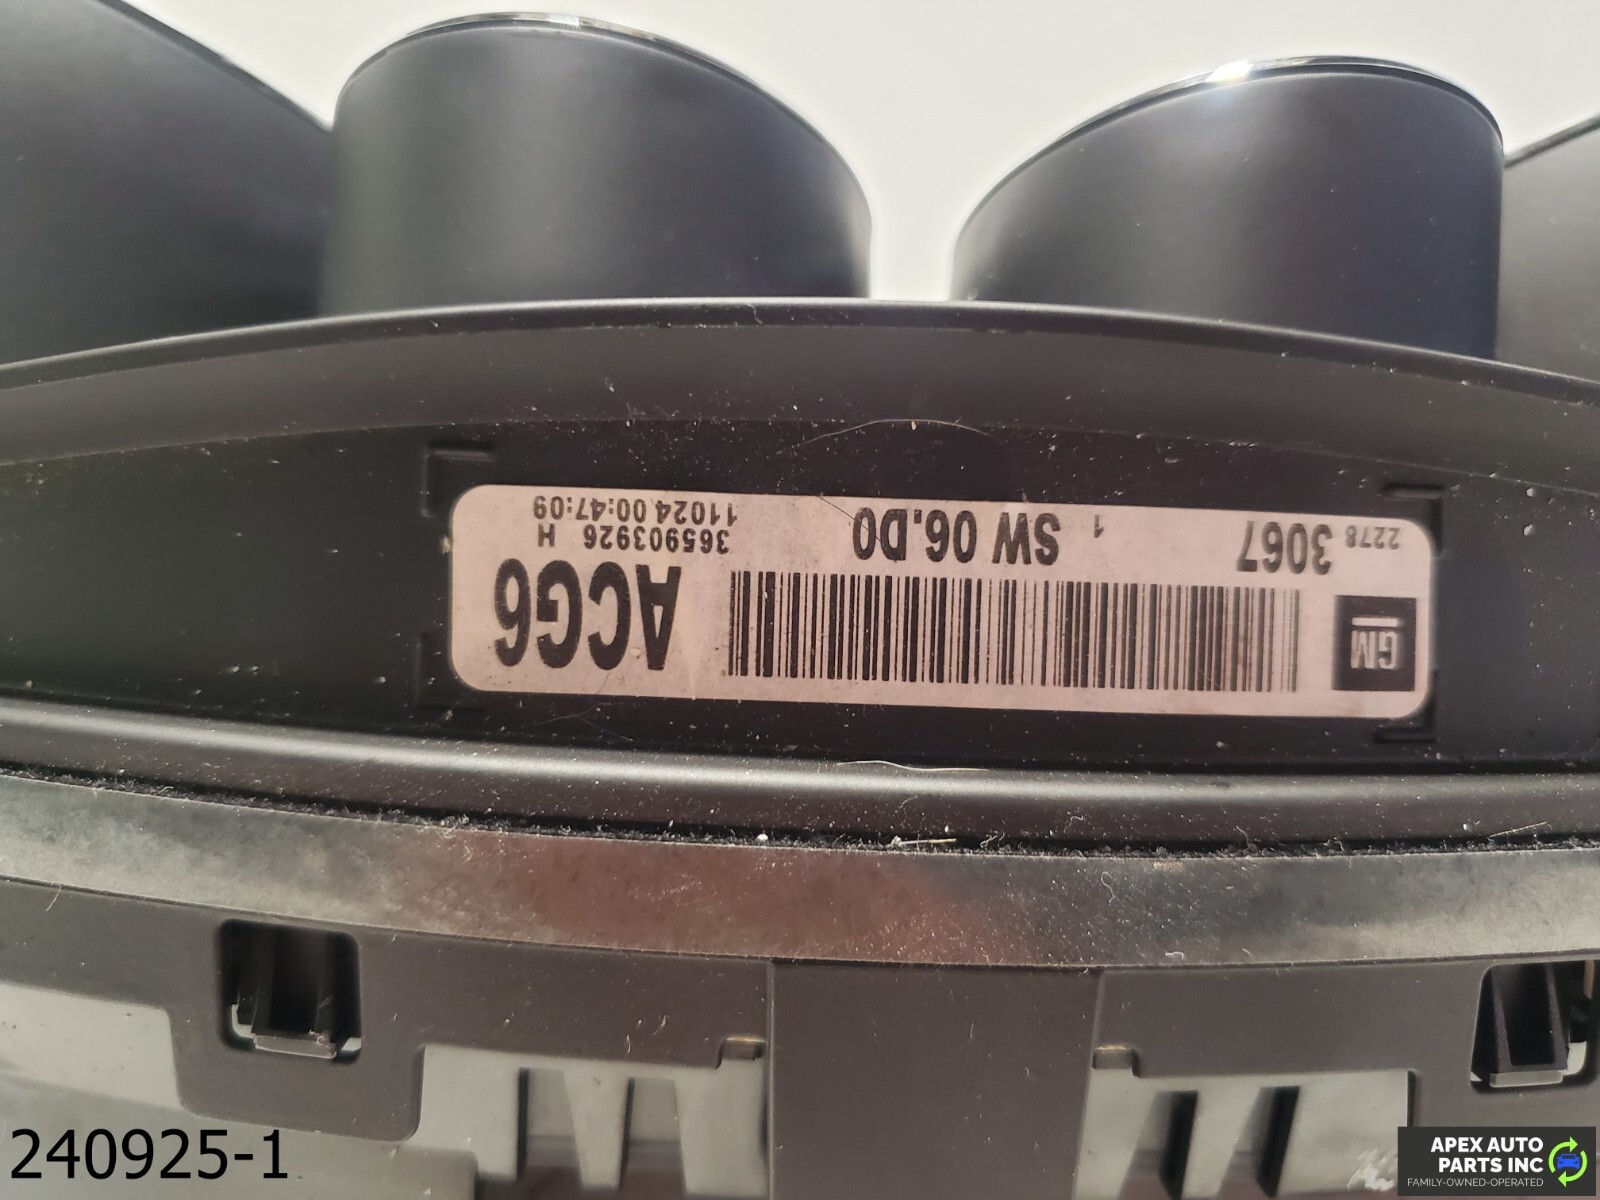 GM
2278 3067 1 SW 06.D0
ACG6
365903926 H
11024 00:47:09
240925-1
APEX AUTO
PARTS INC
FAMILY-OWNED-OPERATED